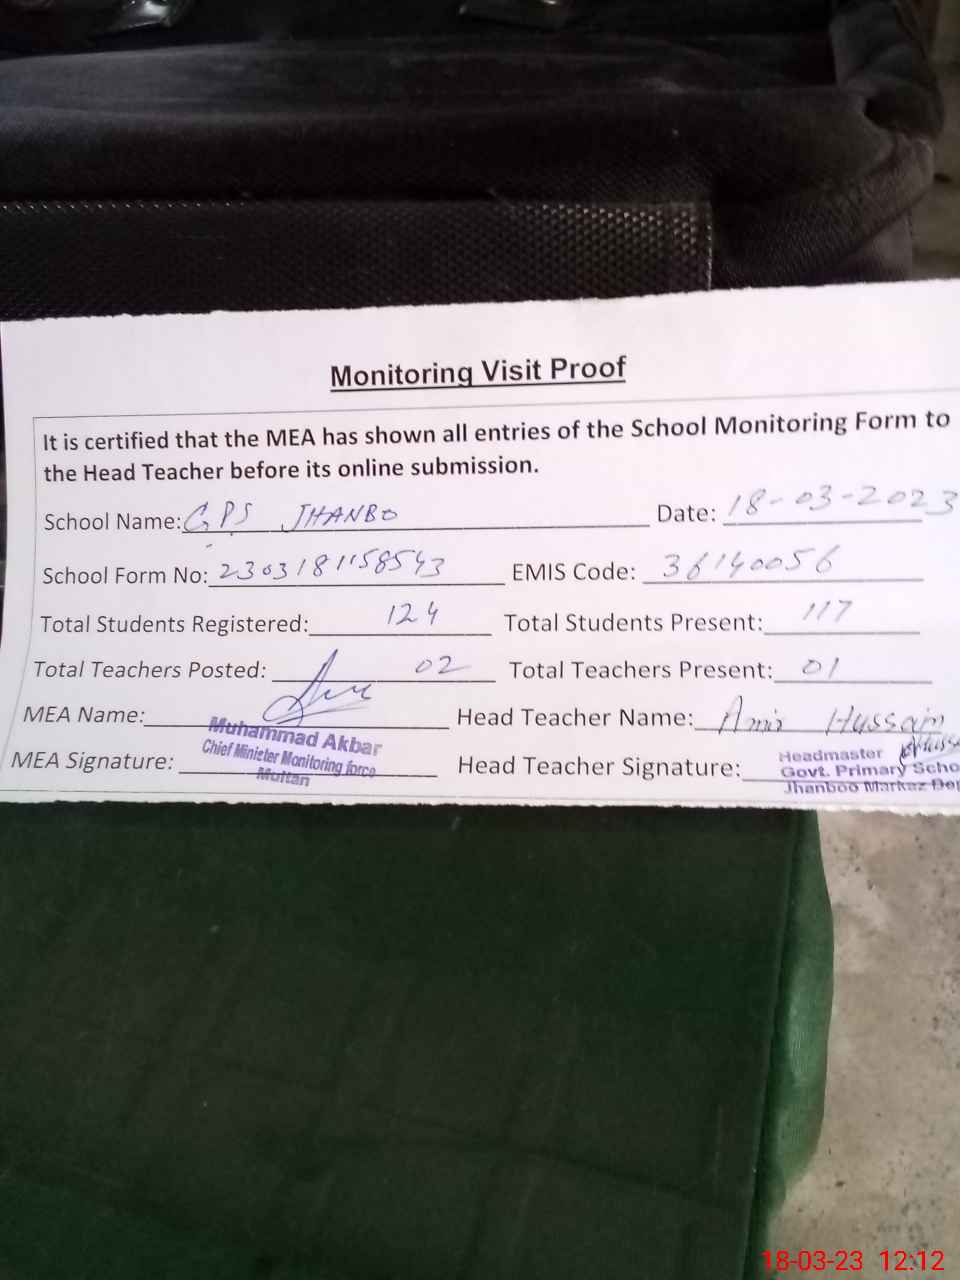 Monitoring Visit Proof
It is certified that the MEA has shown all entries of the School Monitoring Form to
the Head Teacher before its online submission.
School Name: GPS JHANBO Date: 18-03-2023
School Form No: 2303181158543 EMIS Code: 36140056
Total Students Registered: 124 Total Students Present: 117
Total Teachers Posted: 02 Total Teachers Present: 01
MEA Name: Head Teacher Name: Amir Hussain
Muhammad Akbar
Chief Minister Monitoring force
Multan
MEA Signature: Head Teacher Signature:
Headmaster
Govt. Primary Scho
Jhanboo Markaz
18-03-23 12:12